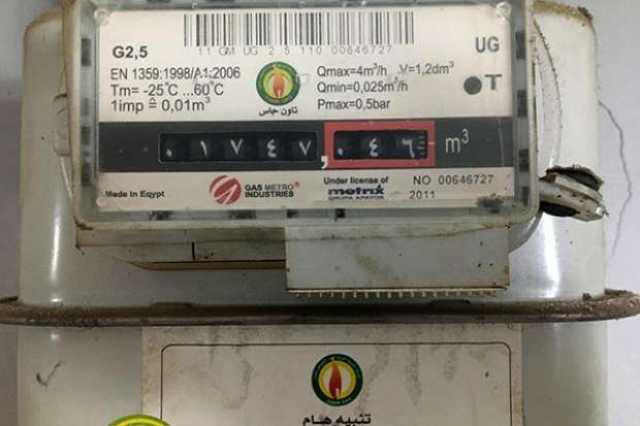 11 GM UG 2 5 110 00646727
G2,5
UG
EN 1359:1998/A1:2006
Tm= -25°C ...60°C
1imp ≙ 0,01m³
تاون جاس
Qmax=4m³/h V=1,2dm³
Qmin=0,025m³/h
Pmax=0,5bar
T
٠١٧٤٧,٠٤٦ m³
Made in Egypt
GAS METRO®
INDUSTRIES
Under license of
metrix
GRUPA APATOR
NO 00646727
2011
تنبيه هام